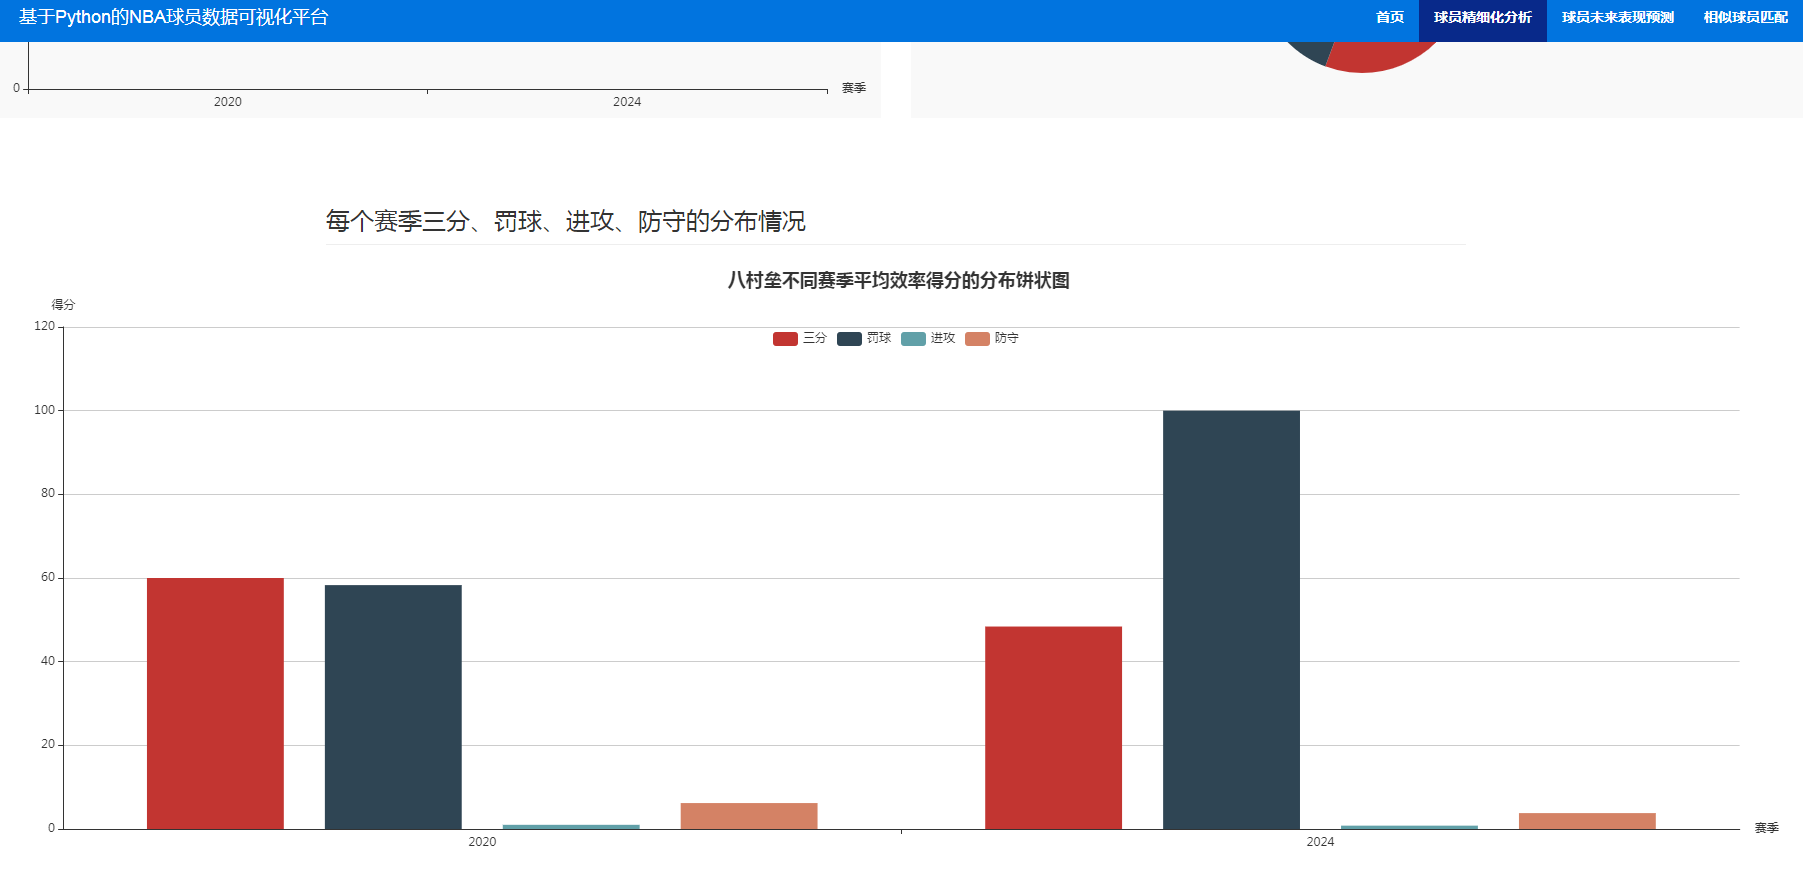 基于Python的NBA球员数据可视化平台
首页 球员精细化分析 球员未来表现预测 相似球员匹配
0
2020 2024 赛季
每个赛季三分、罚球、进攻、防守的分布情况
八村垒不同赛季平均效率得分的分布饼状图
得分
三分 罚球 进攻 防守
120
100
80
60
40
20
0
2020 2024 赛季